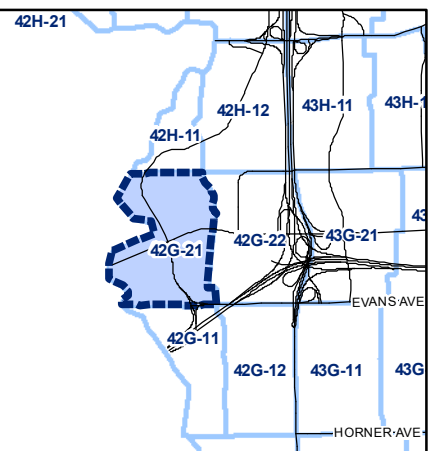 42H-21
42H-12
43H-11
43H-1
42H-11
43
42G-22
43G-21
42G-21
EVANS AVE
42G-11
42G-12
43G-11
43G
HORNER AVE